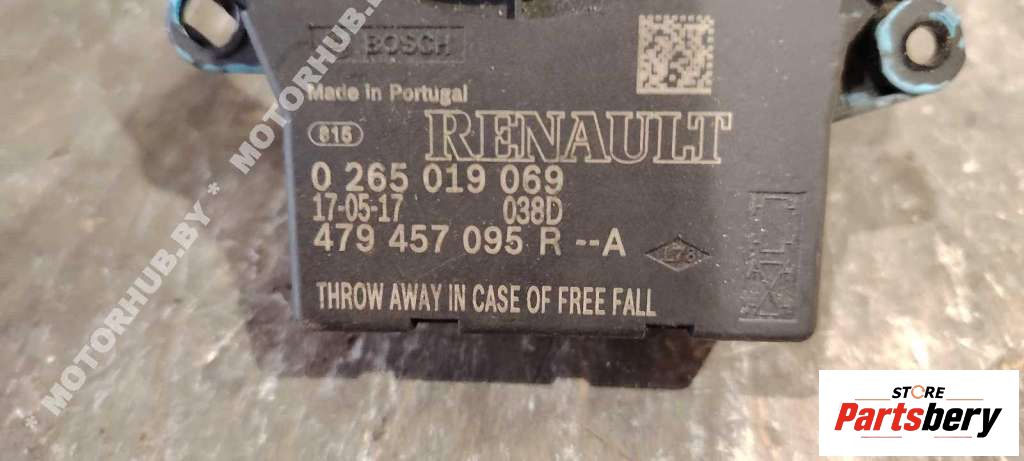 BOSCH
Made in Portugal
815 RENAULT
0 265 019 069
17-05-17 038D
479 457 095 R --A
THROW AWAY IN CASE OF FREE FALL
* MOTORHUB.BY * MOTORHUB.BY *
STORE
Partsbery